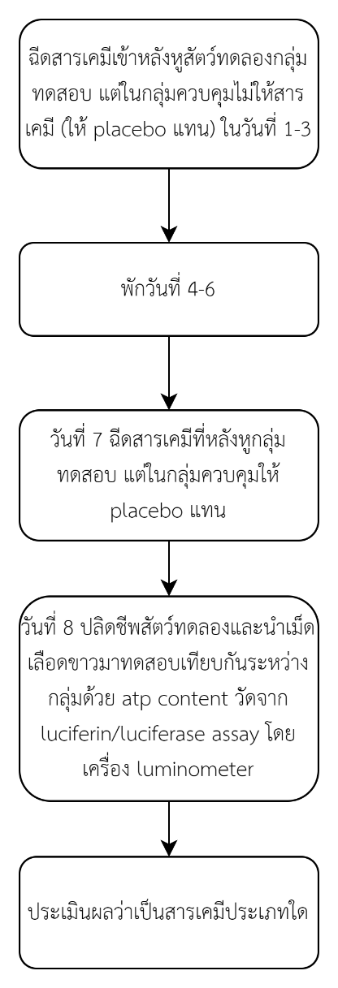 ฉีดสารเคมีเข้าหลังหูสัตว์ทดลองกลุ่ม
ทดสอบ แต่ในกลุ่มควบคุมไม่ให้สาร
เคมี (ให้ placebo แทน) ในวันที่ 1-3
พักวันที่ 4-6
วันที่ 7 ฉีดสารเคมีที่หลังหูกลุ่ม
ทดสอบ แต่ในกลุ่มควบคุมให้
placebo แทน
วันที่ 8 ปลิดชีพสัตว์ทดลองและนำเม็ด
เลือดขาวมาทดสอบเทียบกันระหว่าง
กลุ่มด้วย atp content วัดจาก
luciferin/luciferase assay โดย
เครื่อง luminometer
ประเมินผลว่าเป็นสารเคมีประเภทใด